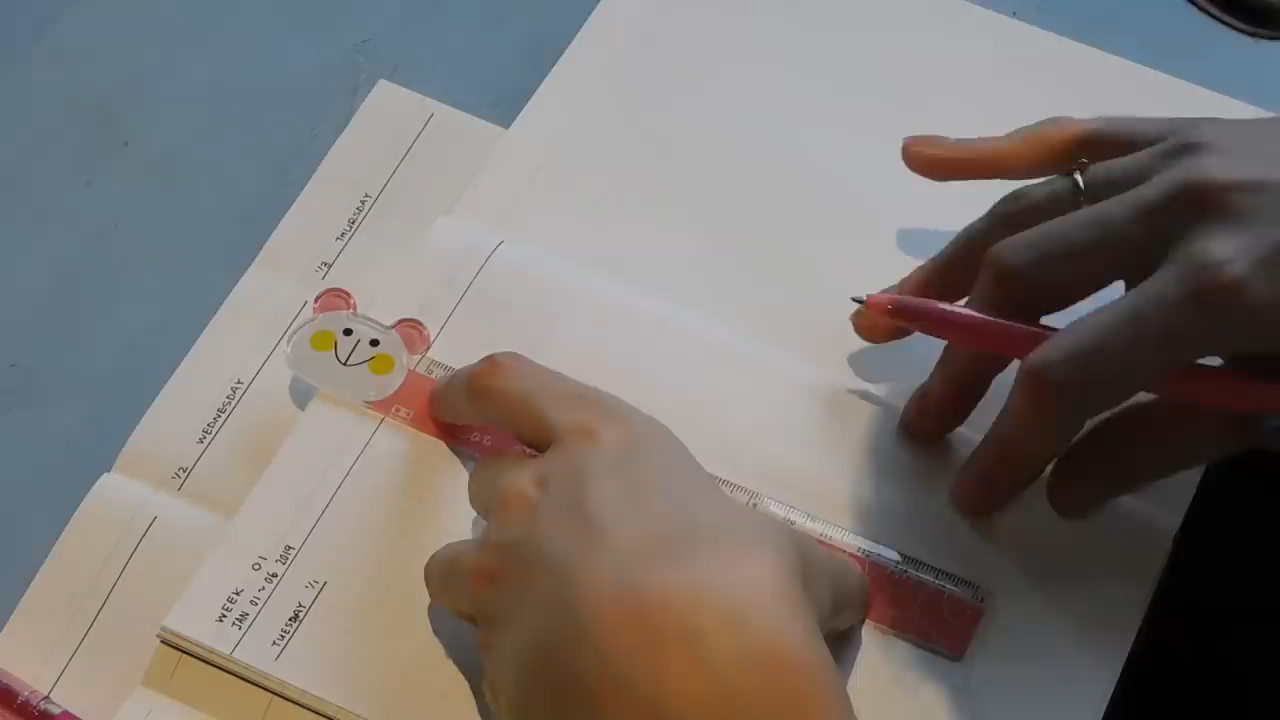 1/3 THURSDAY
1/2 WEDNESDAY
WEEK 01
JAN 01~06 2019
TUESDAY 1/1